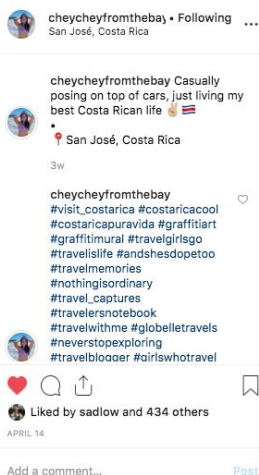 cheycheyfromthebay • Following
San José, Costa Rica
cheycheyfromthebay Casually
posing on top of cars, just living my
best Costa Rican life ✌🏼🇨🇷
•
📍San José, Costa Rica
3w
cheycheyfromthebay
#visit_costarica #costaricacool
#costaricapuravida #graffitiart
#graffitimural #travelgirlsgo
#travelislife #andshesdopetoo
#travelmemories
#nothingisordinary
#travel_captures
#travelersnotebook
#travelwithme #globelletravels
#neverstopexploring
#travelblogger #girlswhotravel
Liked by sadlow and 434 others
APRIL 14
Add a comment... Post